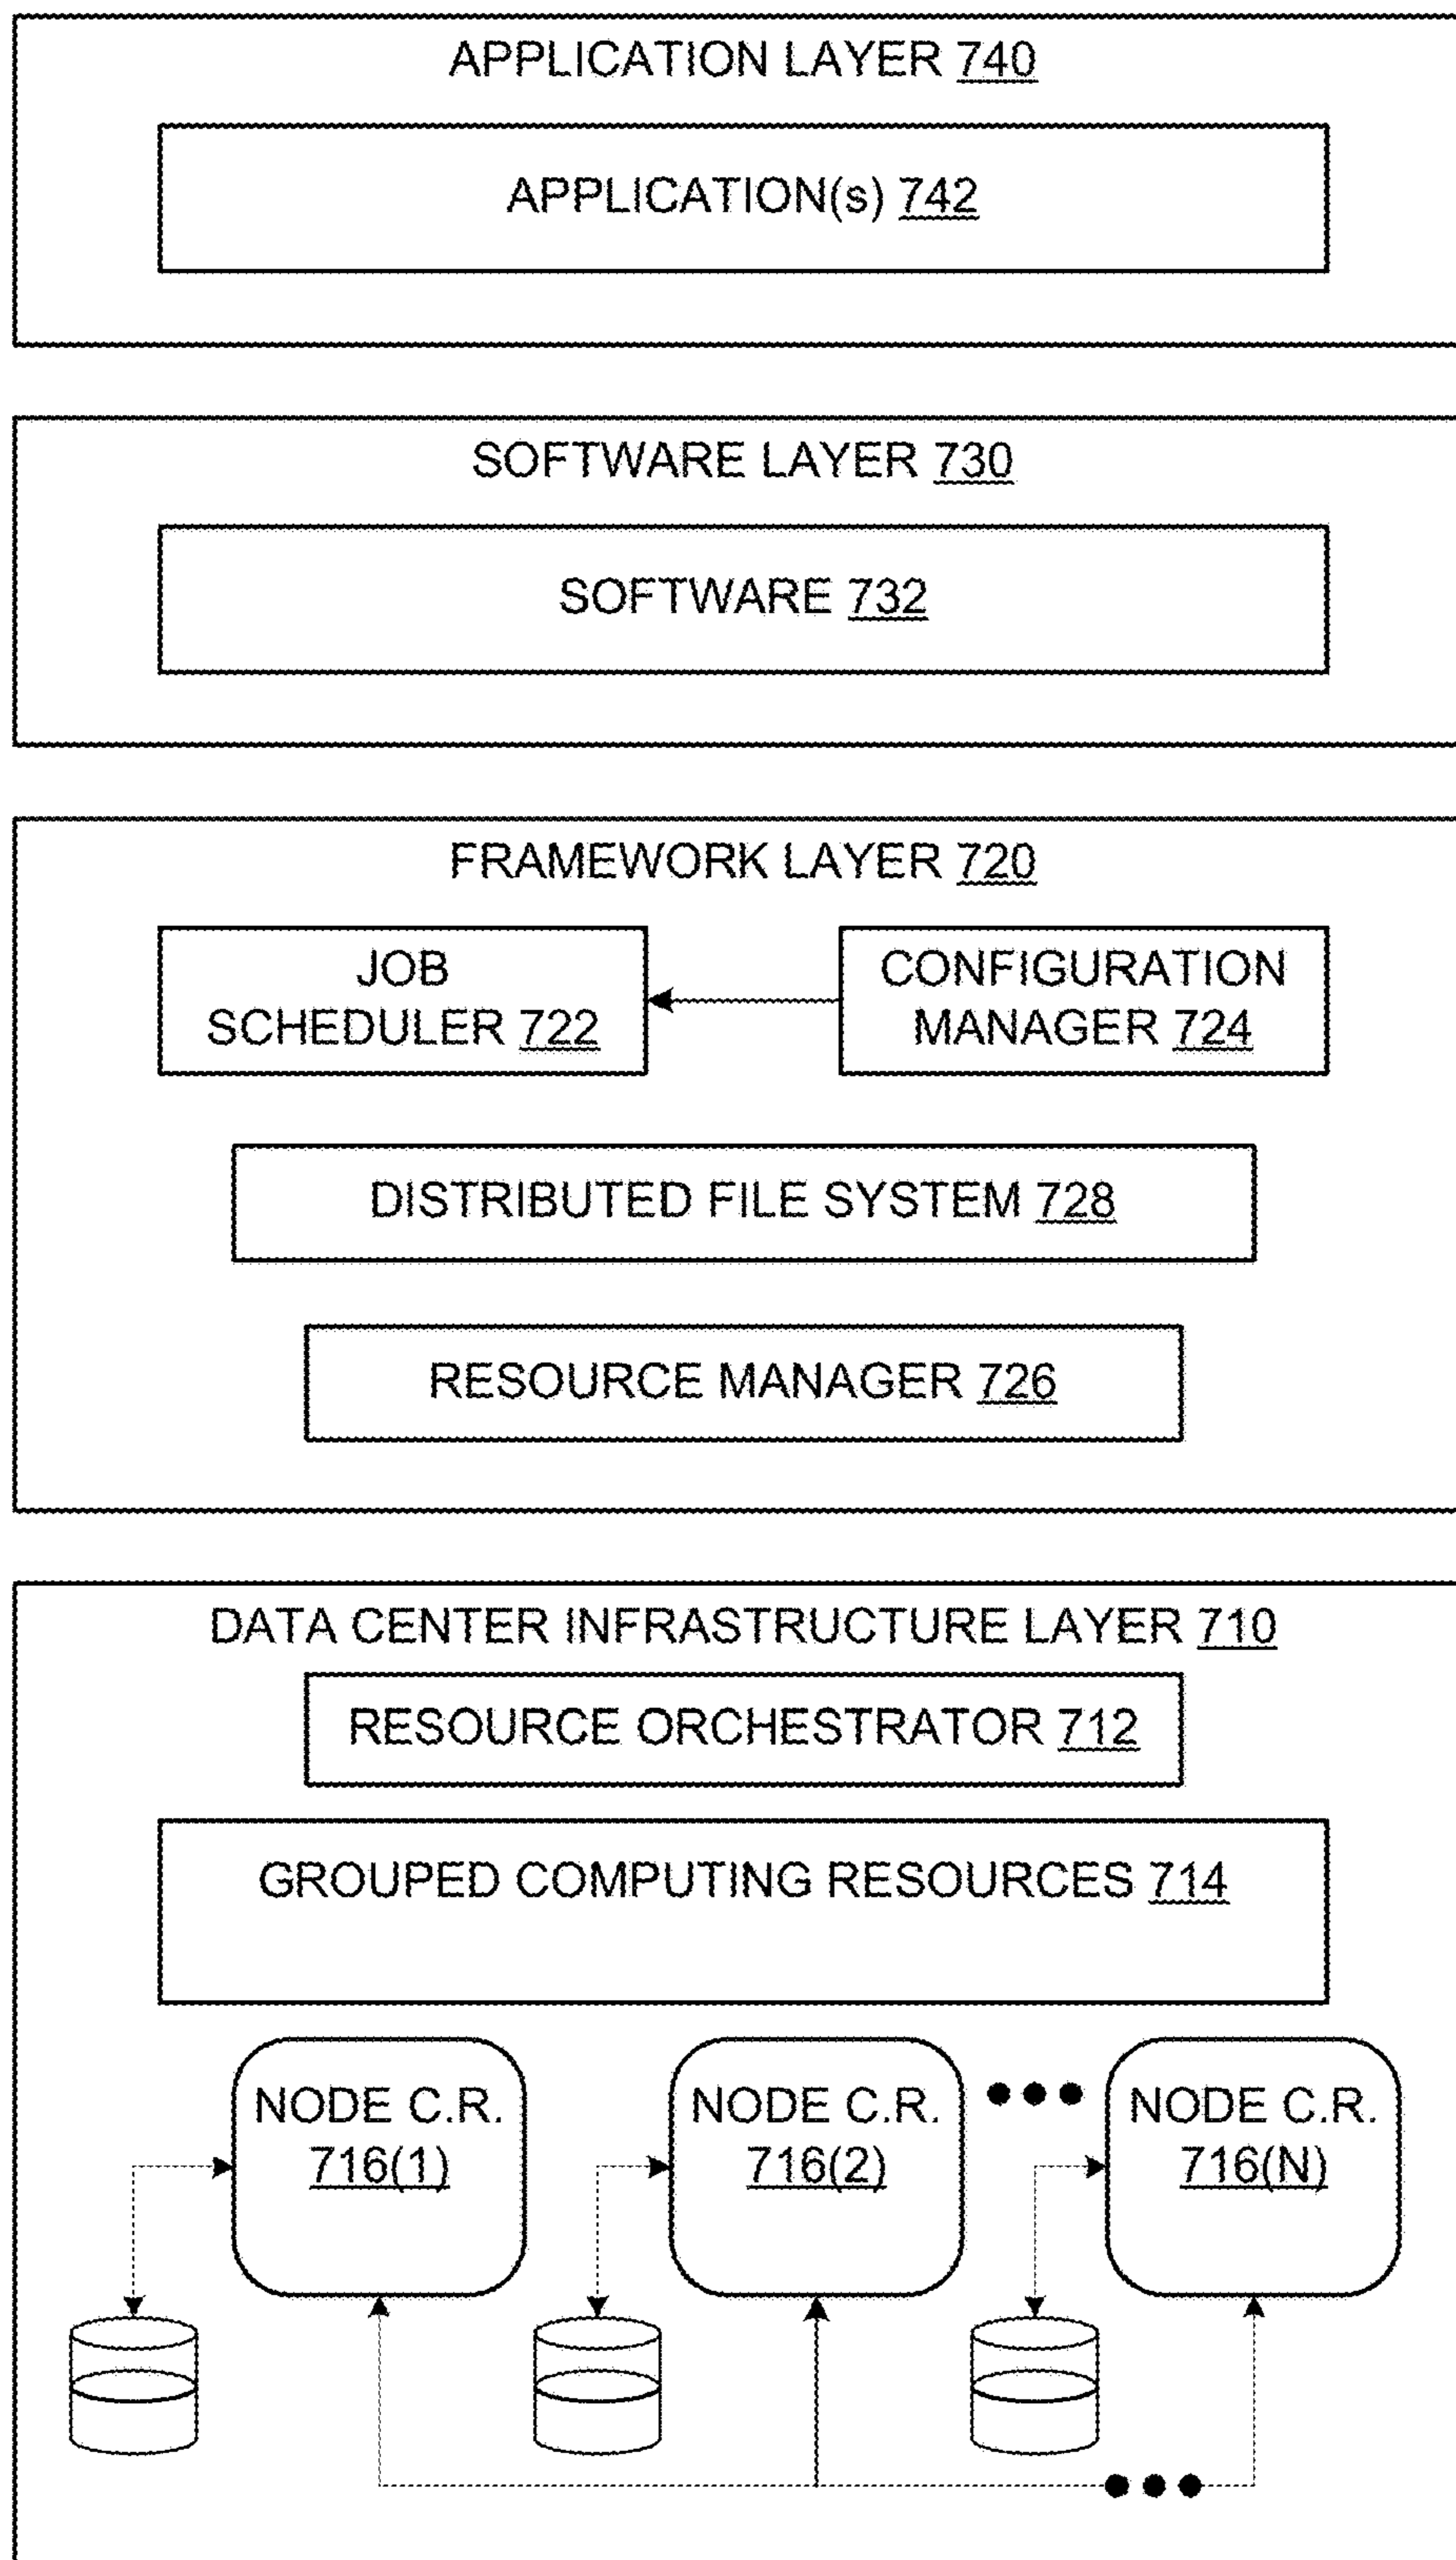 APPLICATION LAYER 740
APPLICATION(s) 742
SOFTWARE LAYER 730
SOFTWARE 732
FRAMEWORK LAYER 720
JOB
SCHEDULER 722
CONFIGURATION
MANAGER 724
DISTRIBUTED FILE SYSTEM 728
RESOURCE MANAGER 726
DATA CENTER INFRASTRUCTURE LAYER 710
RESOURCE ORCHESTRATOR 712
GROUPED COMPUTING RESOURCES 714
NODE C.R.
716(1)
NODE C.R.
716(2)
NODE C.R.
716(N)